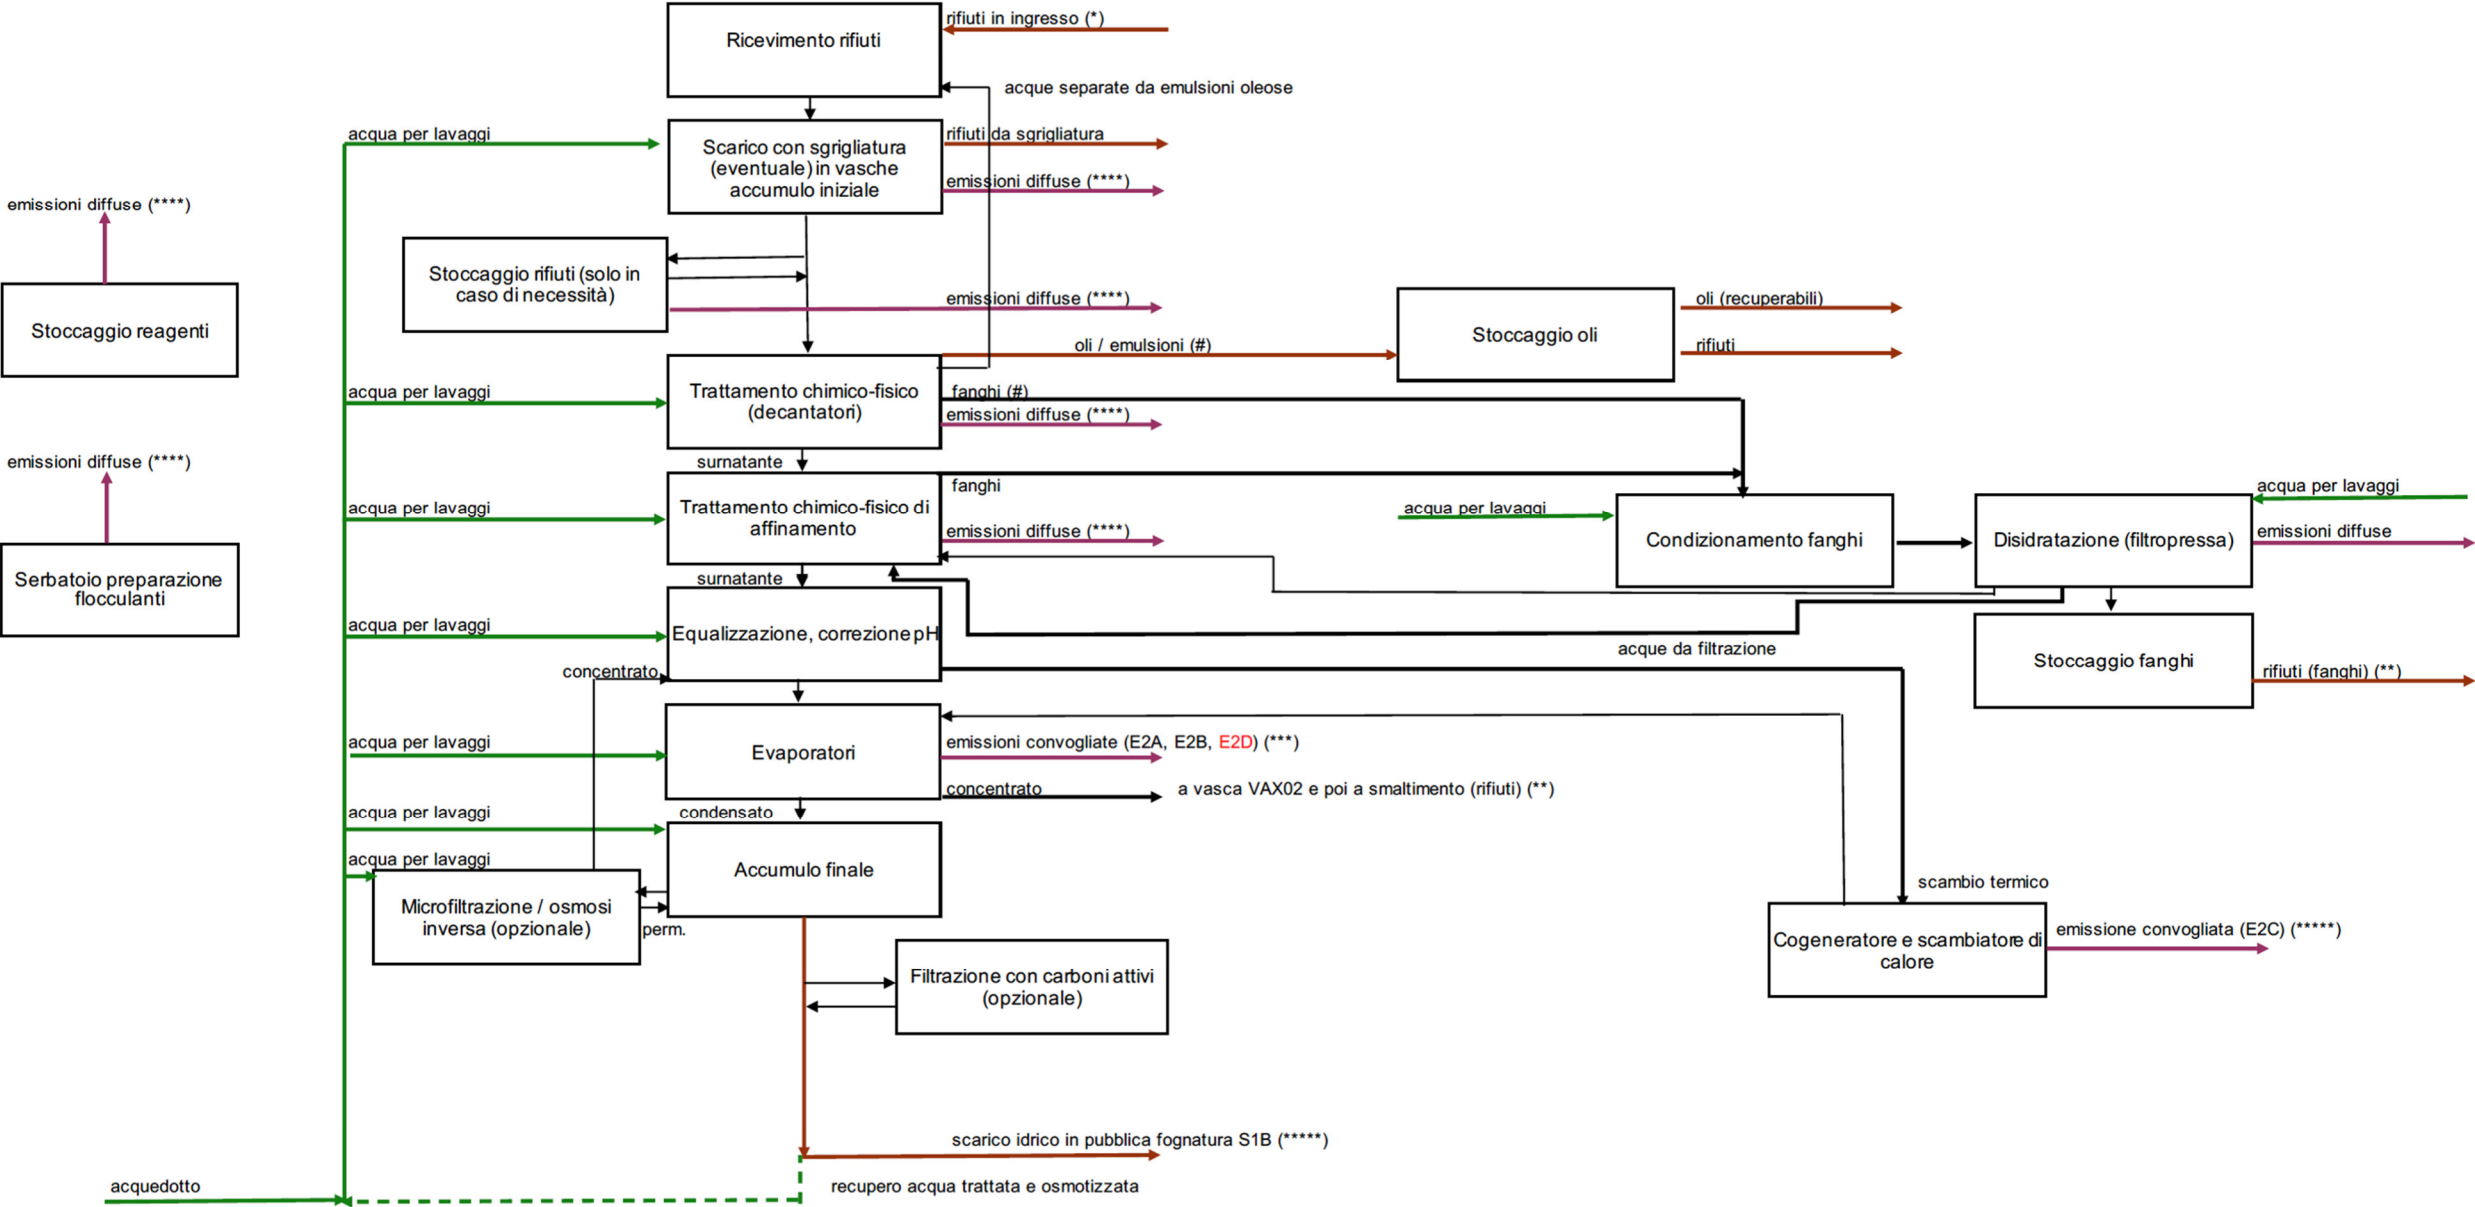 rifiuti in ingresso (*)
Ricevimento rifiuti
acque separate da emulsioni oleose
acqua per lavaggi
rifiuti da sgrigliatura
Scarico con sgrigliatura
(eventuale) in vasche
accumulo iniziale
emissioni diffuse (****)
emissioni diffuse (****)
Stoccaggio reagenti
Stoccaggio rifiuti (solo in
caso di necessità)
emissioni diffuse (****)
Stoccaggio oli
oli (recuperabili)
rifiuti
oli / emulsioni (#)
acqua per lavaggi
Trattamento chimico-fisico
(decantatori)
fanghi (#)
emissioni diffuse (****)
emissioni diffuse (****)
Serbatoio preparazione
flocculanti
surnatante
fanghi
acqua per lavaggi
Trattamento chimico-fisico di
affinamento
emissioni diffuse (****)
acqua per lavaggi
Condizionamento fanghi
Disidratazione (filtropressa)
acqua per lavaggi
emissioni diffuse
surnatante
acqua per lavaggi
Equalizzazione, correzione pH
acque da filtrazione
Stoccaggio fanghi
rifiuti (fanghi) (**)
concentrato
acqua per lavaggi
Evaporatori
emissioni convogliate (E2A, E2B, E2D) (***)
concentrato
a vasca VAX02 e poi a smaltimento (rifiuti) (**)
acqua per lavaggi
condensato
acqua per lavaggi
Accumulo finale
Microfiltrazione / osmosi
inversa (opzionale)
perm.
scambio termico
Cogeneratore e scambiatore di
calore
emissione convogliata (E2C) (*****)
Filtrazione con carboni attivi
(opzionale)
scarico idrico in pubblica fognatura S1B (*****)
acquedotto
recupero acqua trattata e osmotizzata